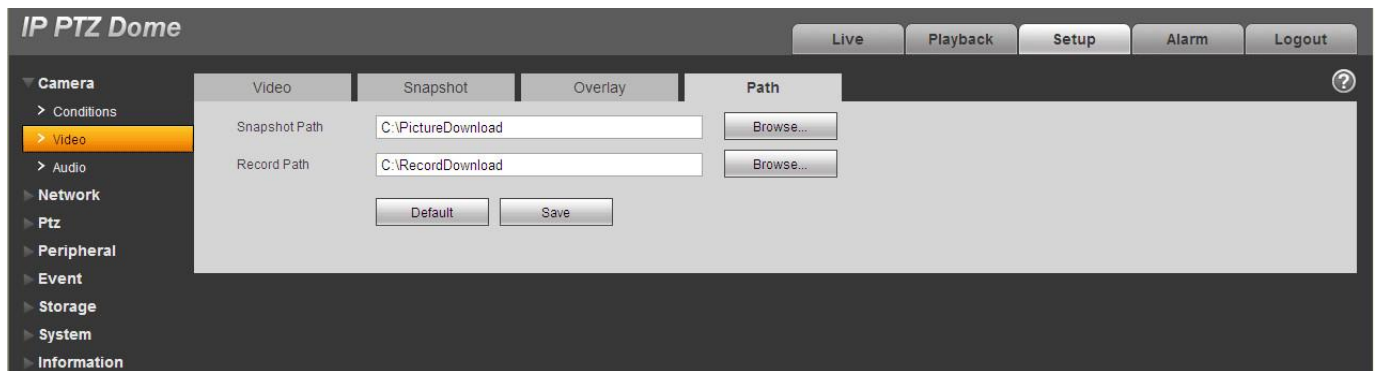 IP PTZ Dome
Live Playback Setup Alarm Logout
Camera
> Conditions
> Video
> Audio
Network
Ptz
Peripheral
Event
Storage
System
Information
Video Snapshot Overlay Path
?
Snapshot Path C:\PictureDownload Browse...
Record Path C:\RecordDownload Browse...
Default Save